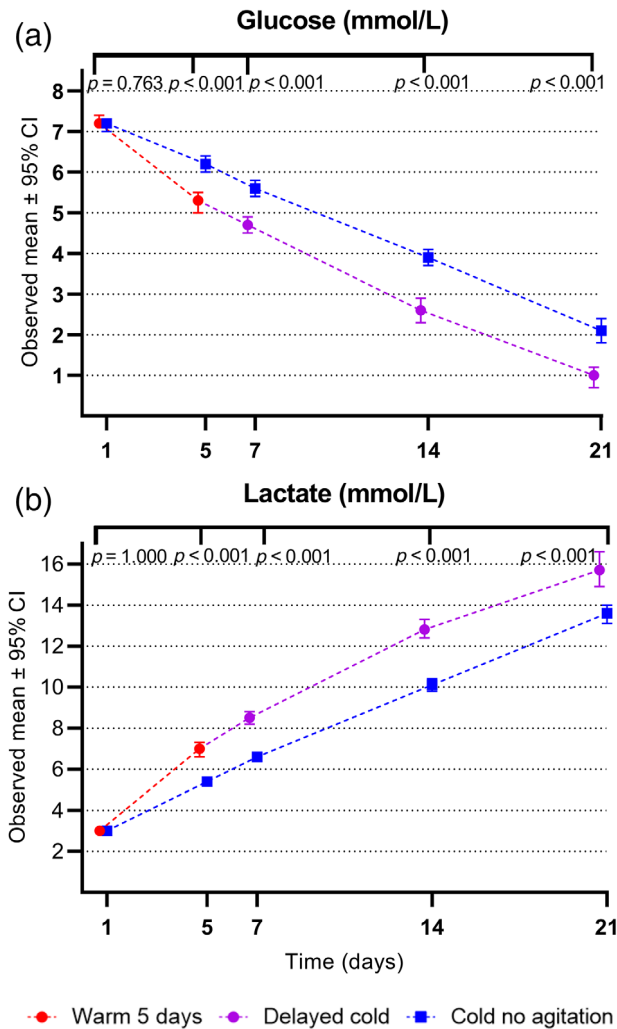 (a)
Glucose (mmol/L)
p = 0.763 p < 0.001 p < 0.001 p < 0.001 p < 0.001
Observed mean ± 95% CI
8
7
6
5
4
3
2
1
1 5 7 14 21
(b)
Lactate (mmol/L)
p = 1.000 p < 0.001 p < 0.001 p < 0.001 p < 0.001
Observed mean ± 95% CI
16
14
12
10
8
6
4
2
1 5 7 14 21
Time (days)
Warm 5 days Delayed cold Cold no agitation